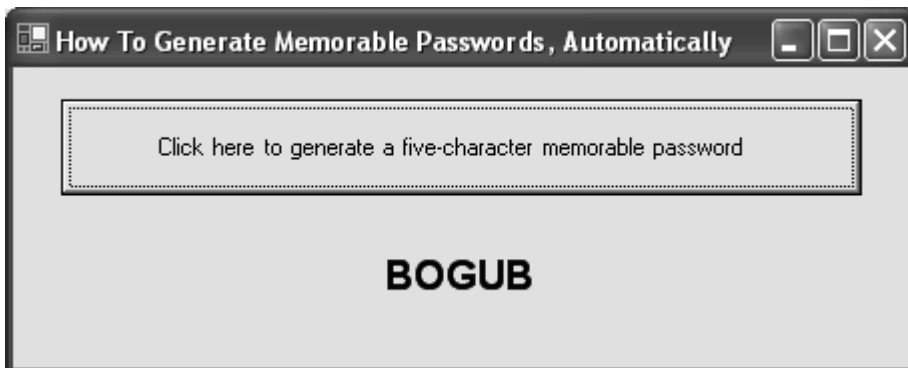 How To Generate Memorable Passwords, Automatically
Click here to generate a five-character memorable password
BOGUB